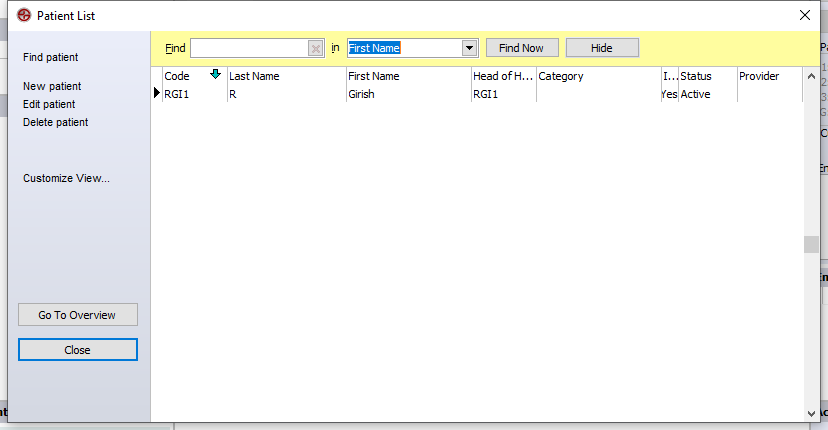 Patient List
Find patient
New patient
Edit patient
Delete patient
Customize View...
Go To Overview
Close
Find in First Name Find Now Hide
Code Last Name First Name Head of H... Category I... Status Provider
RGI1 R Girish RGI1 Yes Active